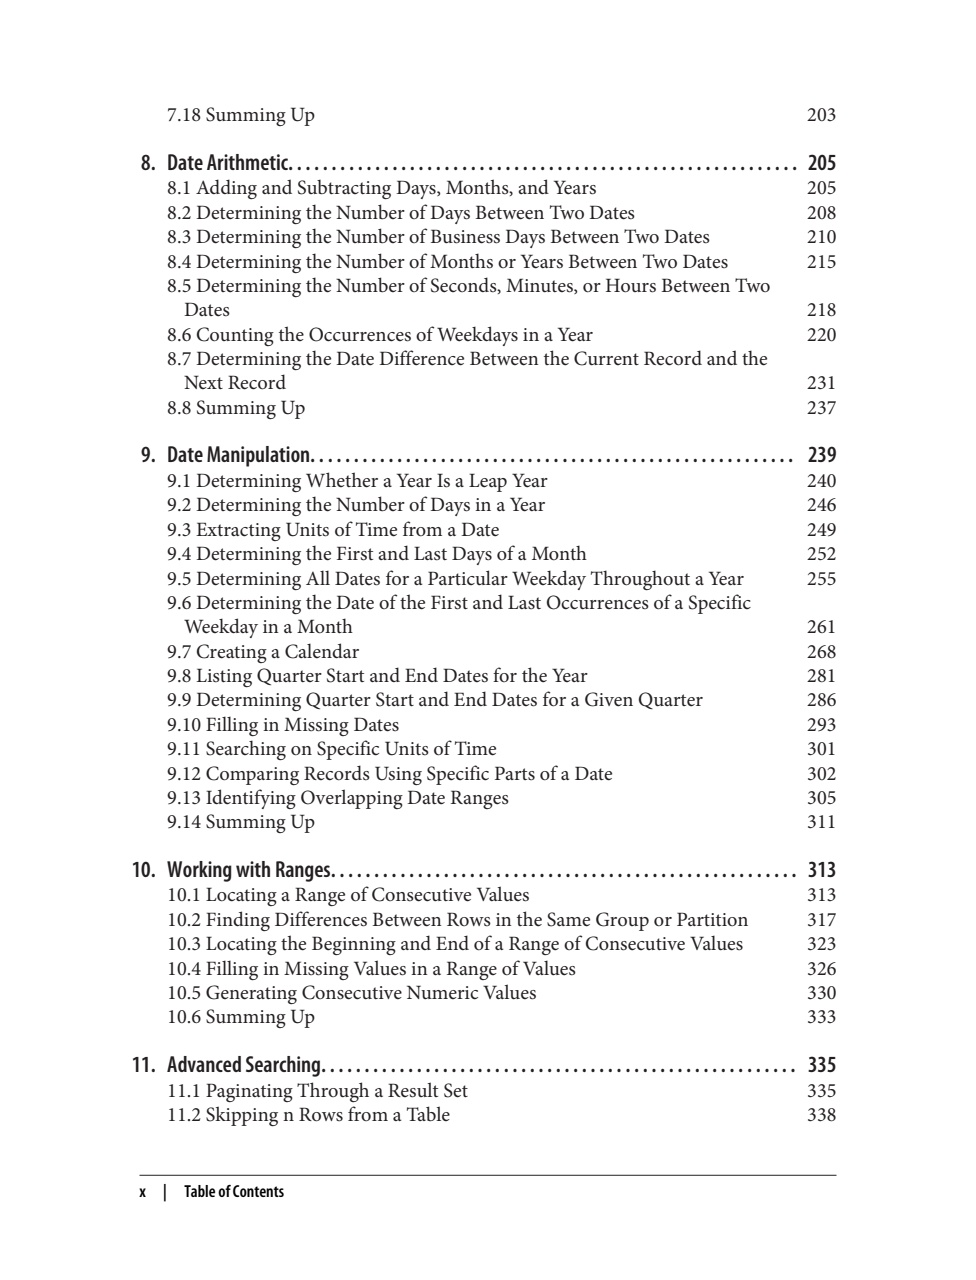 7.18 Summing Up 203
8. Date Arithmetic. . . . . . . . . . . . . . . . . . . . . . . . . . . . . . . . . . . . . . . . . . . . . . . . . . . . . . . . . . . 205
8.1 Adding and Subtracting Days, Months, and Years 205
8.2 Determining the Number of Days Between Two Dates 208
8.3 Determining the Number of Business Days Between Two Dates 210
8.4 Determining the Number of Months or Years Between Two Dates 215
8.5 Determining the Number of Seconds, Minutes, or Hours Between Two
Dates 218
8.6 Counting the Occurrences of Weekdays in a Year 220
8.7 Determining the Date Difference Between the Current Record and the
Next Record 231
8.8 Summing Up 237
9. Date Manipulation. . . . . . . . . . . . . . . . . . . . . . . . . . . . . . . . . . . . . . . . . . . . . . . . . . . . . . . . 239
9.1 Determining Whether a Year Is a Leap Year 240
9.2 Determining the Number of Days in a Year 246
9.3 Extracting Units of Time from a Date 249
9.4 Determining the First and Last Days of a Month 252
9.5 Determining All Dates for a Particular Weekday Throughout a Year 255
9.6 Determining the Date of the First and Last Occurrences of a Specific
Weekday in a Month 261
9.7 Creating a Calendar 268
9.8 Listing Quarter Start and End Dates for the Year 281
9.9 Determining Quarter Start and End Dates for a Given Quarter 286
9.10 Filling in Missing Dates 293
9.11 Searching on Specific Units of Time 301
9.12 Comparing Records Using Specific Parts of a Date 302
9.13 Identifying Overlapping Date Ranges 305
9.14 Summing Up 311
10. Working with Ranges. . . . . . . . . . . . . . . . . . . . . . . . . . . . . . . . . . . . . . . . . . . . . . . . . . . . . . 313
10.1 Locating a Range of Consecutive Values 313
10.2 Finding Differences Between Rows in the Same Group or Partition 317
10.3 Locating the Beginning and End of a Range of Consecutive Values 323
10.4 Filling in Missing Values in a Range of Values 326
10.5 Generating Consecutive Numeric Values 330
10.6 Summing Up 333
11. Advanced Searching. . . . . . . . . . . . . . . . . . . . . . . . . . . . . . . . . . . . . . . . . . . . . . . . . . . . . . . 335
11.1 Paginating Through a Result Set 335
11.2 Skipping n Rows from a Table 338
x | Table of Contents